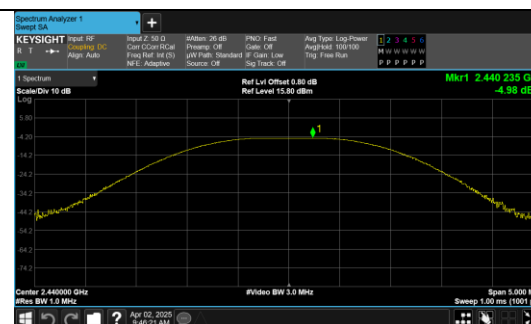 Spectrum Analyzer 1
Swept SA
+
KEYSIGHT
R T
Input: RF
Coupling: DC
Align: Auto
Input Z: 50 Ω
Corr CCorr RCal
Freq Ref: Int (S)
NFE: Adaptive
#Atten: 26 dB
Preamp: Off
µW Path: Standard
Source: Off
PNO: Fast
Gate: Off
IF Gain: Low
Sig Track: Off
Avg Type: Log-Power
Avg|Hold: 100/100
Trig: Free Run
1 2 3 4 5 6
M W W W W W
P P P P P P
1 Spectrum
Scale/Div 10 dB
Log
Ref Lvl Offset 0.80 dB
Ref Level 15.80 dBm
Mkr1 2.440 235 G
-4.98 dB
5.80
-4.20
-14.2
-24.2
-34.2
-44.2
-54.2
-64.2
-74.2
1
Center 2.440000 GHz
#Res BW 1.0 MHz
#Video BW 3.0 MHz
Span 5.000 M
Sweep 1.00 ms (1001 p
?
Apr 02, 2025
9:46:21 AM